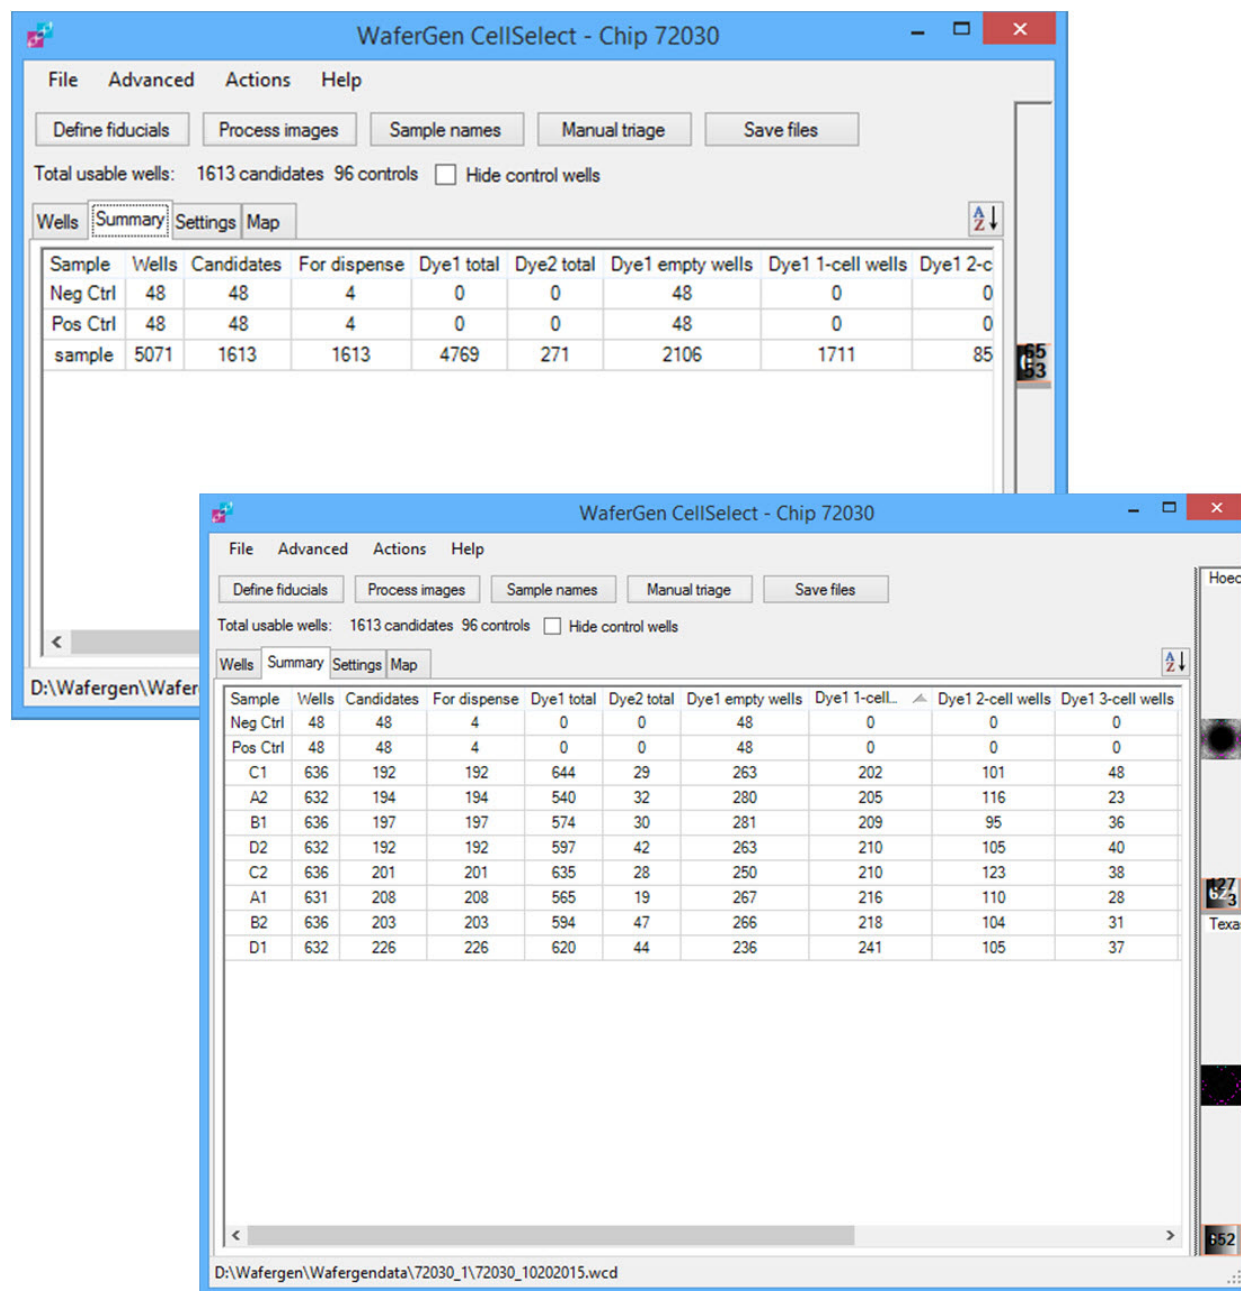 WaferGen CellSelect - Chip 72030
File Advanced Actions Help
Define fiducials Process images Sample names Manual triage Save files
Total usable wells: 1613 candidates 96 controls Hide control wells
Wells Summary Settings Map
Sample Wells Candidates For dispense Dye1 total Dye2 total Dye1 empty wells Dye1 1-cell wells Dye1 2-c
Neg Ctrl 48 48 4 0 0 48 0 0
Pos Ctrl 48 48 4 0 0 48 0 0
sample 5071 1613 1613 4769 271 2106 1711 85
65
53
D:\Wafergen\Wafer
WaferGen CellSelect - Chip 72030
File Advanced Actions Help
Define fiducials Process images Sample names Manual triage Save files
Total usable wells: 1613 candidates 96 controls Hide control wells
Wells Summary Settings Map
Sample Wells Candidates For dispense Dye1 total Dye2 total Dye1 empty wells Dye1 1-cell... Dye1 2-cell wells Dye1 3-cell wells
Neg Ctrl 48 48 4 0 0 48 0 0 0
Pos Ctrl 48 48 4 0 0 48 0 0 0
C1 636 192 192 644 29 263 202 101 48
A2 632 194 194 540 32 280 205 116 23
B1 636 197 197 574 30 281 209 95 36
D2 632 192 192 597 42 263 210 105 40
C2 636 201 201 635 28 250 210 123 38
A1 631 208 208 565 19 267 216 110 28
B2 636 203 203 594 47 266 218 104 31
D1 632 226 226 620 44 236 241 105 37
Hoec
Texa
D:\Wafergen\Wafergendata\72030_1\72030_10202015.wcd